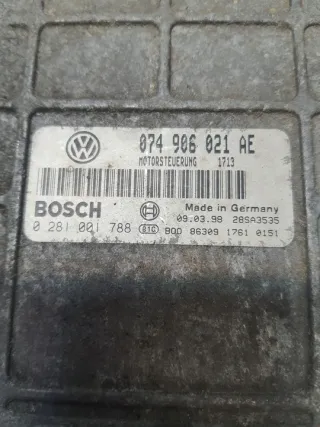 074 906 021 AE
MOTORSTEUERUNG 1713
BOSCH
Made in Germany
09.03.98 28SA3535
0 281 001 788 BOO 86309 1761 0151